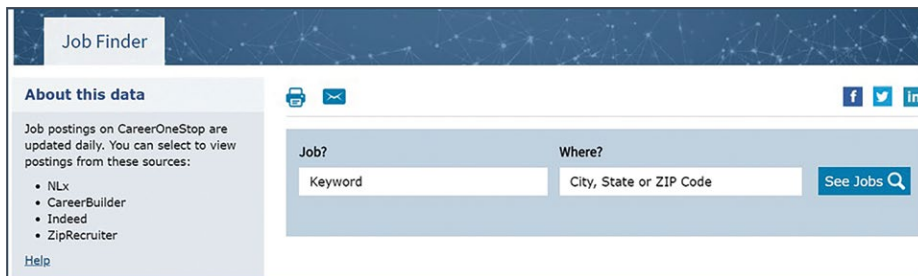 Job Finder
About this data
Job postings on CareerOneStop are
updated daily. You can select to view
postings from these sources:
• NLx
• CareerBuilder
• Indeed
• ZipRecruiter
Help
f in
Job? Where?
Keyword City, State or ZIP Code See Jobs